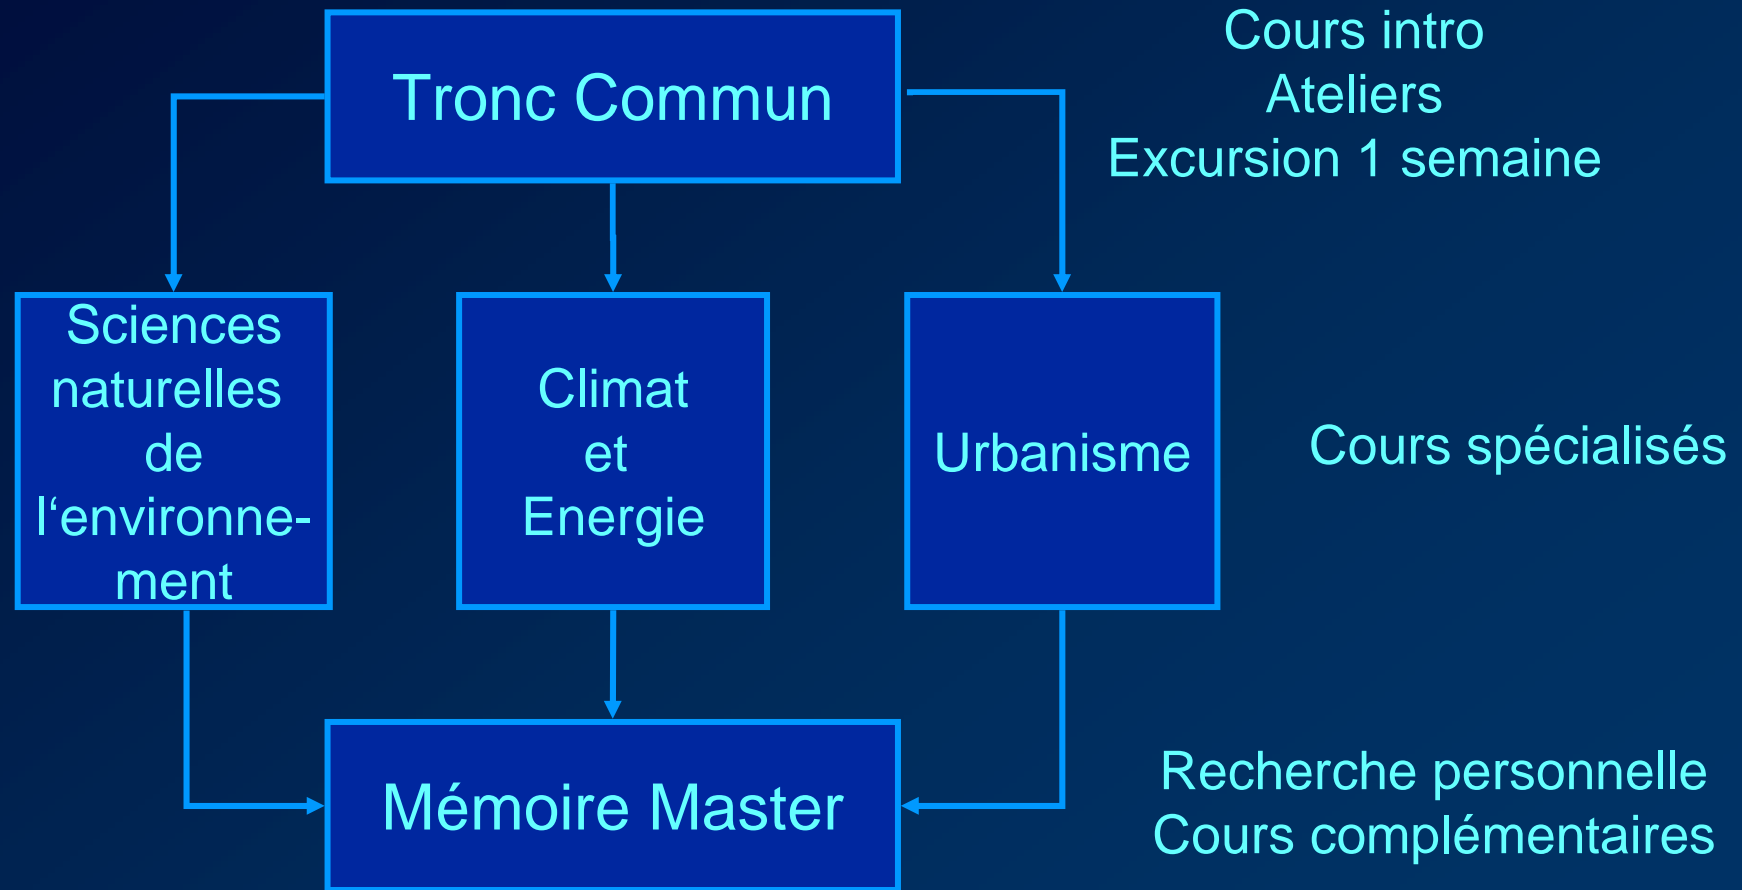 Tronc Commun
Cours intro
Ateliers
Excursion 1 semaine
Sciences
naturelles
de
l‘environne-
ment
Climat
et
Energie
Urbanisme
Cours spécialisés
Mémoire Master
Recherche personnelle
Cours complémentaires